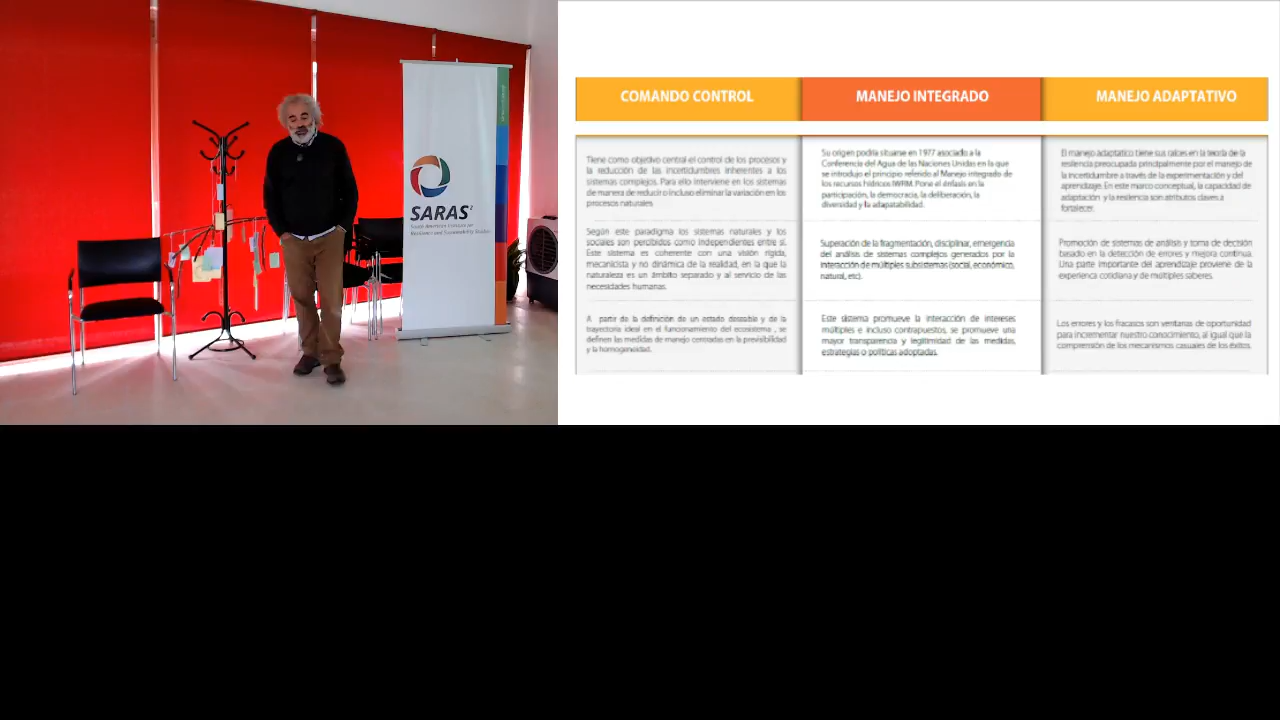 SARAS²
South American Institute for
Resilience and Sustainability Studies
COMANDO CONTROL
Tiene como objetivo central el control de los procesos y
la reducción de las incertidumbres inherentes a los
sistemas complejos. Para ello interviene en los sistemas
de manera de reducir o incluso eliminar la variación en los
procesos naturales
Según este paradigma los sistemas naturales y los
sociales son percibidos como independientes entre sí.
Este sistema es coherente con una visión rígida,
mecanicista y no dinámica de la realidad, en la que la
naturaleza es un ámbito separado y al servicio de las
necesidades humanas.
A partir de la definición de un estado deseable y de la
trayectoria ideal en el funcionamiento del ecosistema , se
definen las medidas de manejo centradas en la previsibilidad
y la homogeneidad.
MANEJO INTEGRADO
Su origen podría situarse en 1977 asociado a la
Conferencia del Agua de las Naciones Unidas en la que
se introdujo el principio referido al Manejo integrado de
los recursos hídricos IWRM. Pone el énfasis en la
participación, la democracia, la deliberación, la
diversidad y la adapatabilidad.
Superación de la fragmentación, disciplinar, emergencia
del análisis de sistemas complejos generados por la
interacción de múltiples subsistemas (social, económico,
natural, etc).
Este sistema promueve la interacción de intereses
múltiples e incluso contrapuestos, se promueve una
mayor transparencia y legitimidad de las medidas,
estrategias o políticas adoptadas.
MANEJO ADAPTATIVO
El manejo adaptatico tiene sus raíces en la teoría de la
resiliencia preocupada principalmente por el manejo de
la incertidumbre a través de la experimentación y del
aprendizaje. En este marco conceptual, la capacidad de
adaptación y la resiliencia son atributos claves a
fortalecer.
Promoción de sistemas de análisis y toma de decisión
basado en la detección de errores y mejora continua.
Una parte importante del aprendizaje proviene de la
experiencia cotidiana y de múltiples saberes.
Los errores y los fracasos son ventanas de oportunidad
para incrementar nuestro conocimiento, al igual que la
comprensión de los mecanismos casuales de los éxitos.